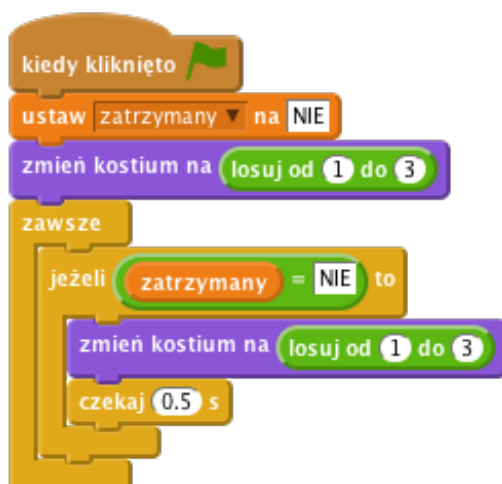 kiedy kliknięto
ustaw zatrzymany na NIE
zmień kostium na losuj od 1 do 3
zawsze
jeżeli zatrzymany = NIE to
zmień kostium na losuj od 1 do 3
czekaj 0.5 s